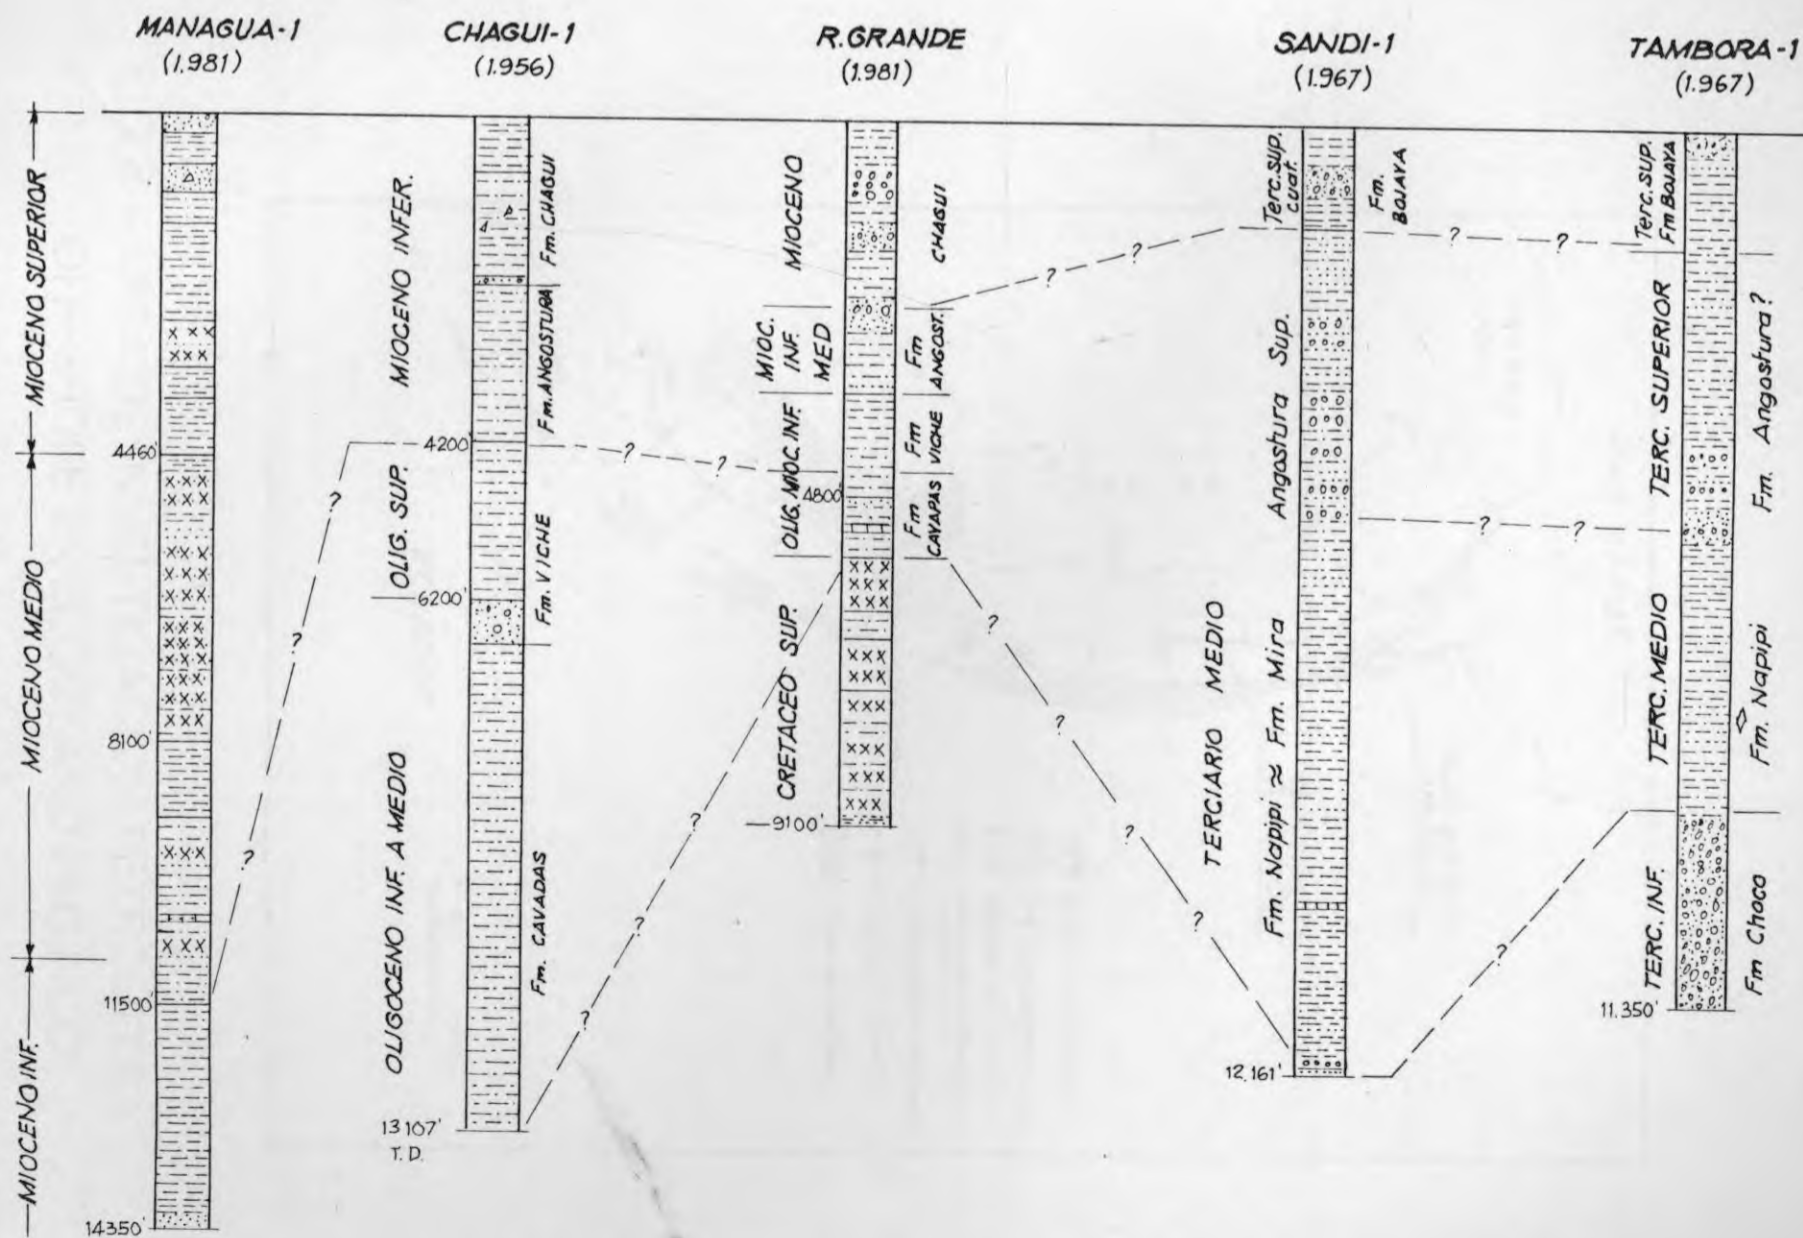 MANAGUA-1
(1.981)
CHAGUI-1
(1.956)
R.GRANDE
(1.981)
SANDI-1
(1.967)
TAMBORA-1
(1.967)
MIOCENO SUPERIOR
MIOCENO MEDIO
MIOCENO INF.
4460'
8100'
11500'
14350'
?
?
?
MIOCENO INFER.
OLIG. SUP.
OLIGOCENO INF. A MEDIO
4200'
6200'
13167'
T.D.
Fm. CHAGUI
Fm. ANGOSTURA
Fm. VICHE
Fm. CAVADAS
?
?
?
?
?
MIOCENO
MIOC.
INF.
MED
OLIG. MIOC. INF.
CRETACEO SUP.
4800'
9100'
CHAGUI
Fm
ANGOST.
Fm
VICHE
Fm
CAVAPAS
?
?
?
?
?
?
Terc. Sup.
cuat.
Fm.
BOJAYA
Angostura Sup.
TERCIARIO MEDIO
Fm. Napipi ≈ Fm. Mira
12.161'
?
?
?
?
?
Terc. Sup.
Fm BOJAYA
TERC. SUPERIOR
TERC. MEDIO
TERC. INF.
11.350'
Fm. Angostura?
Fm. Napipi
Fm Choco